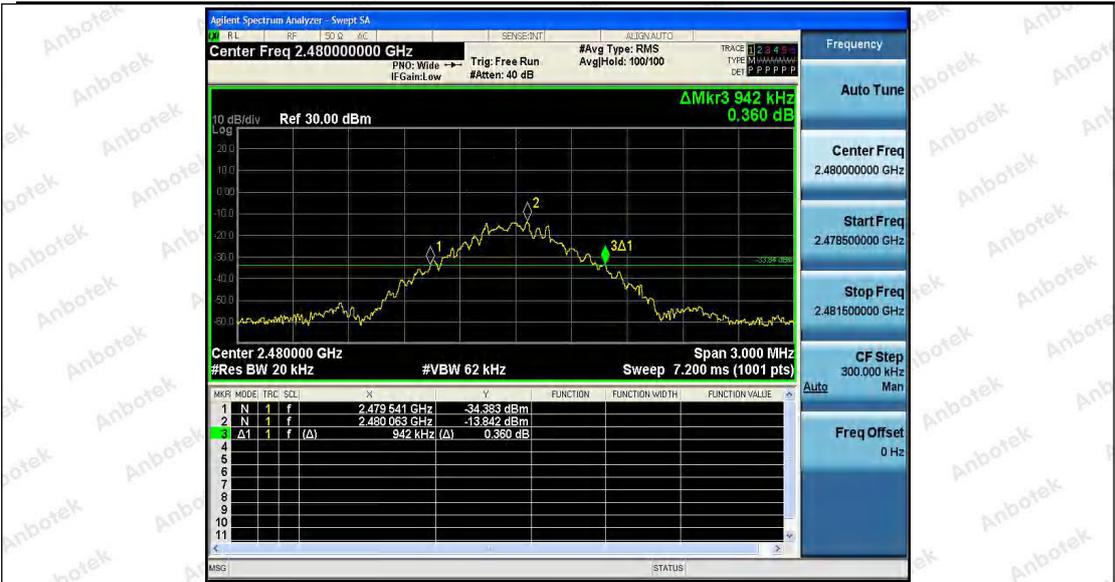 Agilent Spectrum Analyzer - Swept SA
RL RF 50 Ω AC SENSE:INT ALIGN AUTO
Center Freq 2.480000000 GHz
PNO: Wide
IFGain:Low
Trig: Free Run
#Atten: 40 dB
#Avg Type: RMS
Avg|Hold: 100/100
TRACE 1 2 3 4 5 6
TYPE M
DET P P P P P P
ΔMkr3 942 kHz
0.360 dB
10 dB/div Ref 30.00 dBm
Log
20.0
10.0
0.00
-10.0
-20.0
-30.0
-40.0
-50.0
-60.0
1
2
3Δ1
-33.84 dBm
Center 2.480000 GHz Span 3.000 MHz
#Res BW 20 kHz #VBW 62 kHz Sweep 7.200 ms (1001 pts)
MKR MODE TRC SCL X Y FUNCTION FUNCTION WIDTH FUNCTION VALUE
1 N 1 f 2.479 541 GHz -34.383 dBm
2 N 1 f 2.480 063 GHz -13.842 dBm
3 Δ1 1 f (Δ) 942 kHz (Δ) 0.360 dB
4
5
6
7
8
9
10
11
MSG STATUS
Frequency
Auto Tune
Center Freq
2.480000000 GHz
Start Freq
2.478500000 GHz
Stop Freq
2.481500000 GHz
CF Step
300.000 kHz
Auto Man
Freq Offset
0 Hz
Anbotek